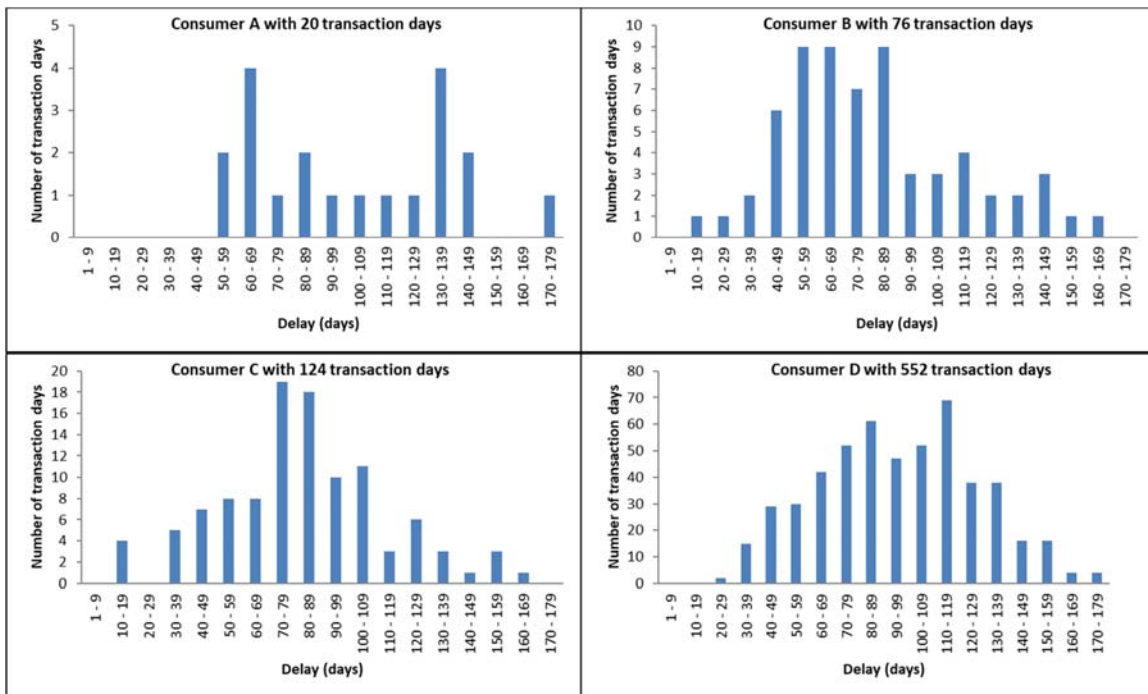 Consumer A with 20 transaction days
Number of transaction days
5
4
3
2
1
0
1 - 9
10 - 19
20 - 29
30 - 39
40 - 49
50 - 59
60 - 69
70 - 79
80 - 89
90 - 99
100 - 109
110 - 119
120 - 129
130 - 139
140 - 149
150 - 159
160 - 169
170 - 179
Delay (days)
Consumer B with 76 transaction days
Number of transaction days
10
9
8
7
6
5
4
3
2
1
0
1 - 9
10 - 19
20 - 29
30 - 39
40 - 49
50 - 59
60 - 69
70 - 79
80 - 89
90 - 99
100 - 109
110 - 119
120 - 129
130 - 139
140 - 149
150 - 159
160 - 169
170 - 179
Delay (days)
Consumer C with 124 transaction days
Number of transaction days
20
18
16
14
12
10
8
6
4
2
0
1 - 9
10 - 19
20 - 29
30 - 39
40 - 49
50 - 59
60 - 69
70 - 79
80 - 89
90 - 99
100 - 109
110 - 119
120 - 129
130 - 139
140 - 149
150 - 159
160 - 169
170 - 179
Delay (days)
Consumer D with 552 transaction days
Number of transaction days
80
70
60
50
40
30
20
10
0
1 - 9
10 - 19
20 - 29
30 - 39
40 - 49
50 - 59
60 - 69
70 - 79
80 - 89
90 - 99
100 - 109
110 - 119
120 - 129
130 - 139
140 - 149
150 - 159
160 - 169
170 - 179
Delay (days)